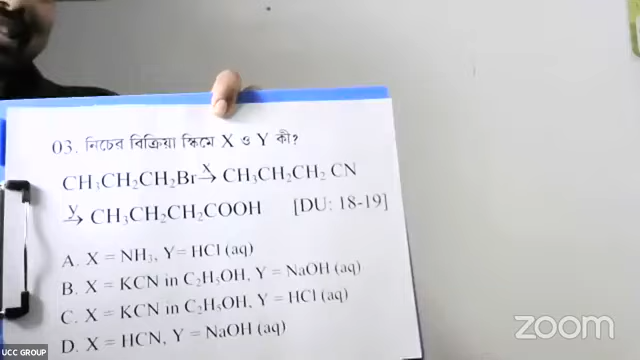 03. নিচের বিক্রিয়া স্কিমে X ও Y কী?
CH₃CH₂CH₂Br X→ CH₃CH₂CH₂ CN
Y→ CH₃CH₂CH₂COOH [DU: 18-19]
A. X = NH₃, Y= HCl (aq)
B. X = KCN in C₂H₅OH, Y = NaOH (aq)
C. X = KCN in C₂H₅OH, Y = HCl (aq)
D. X = HCN, Y = NaOH (aq)
UCC GROUP
zoom